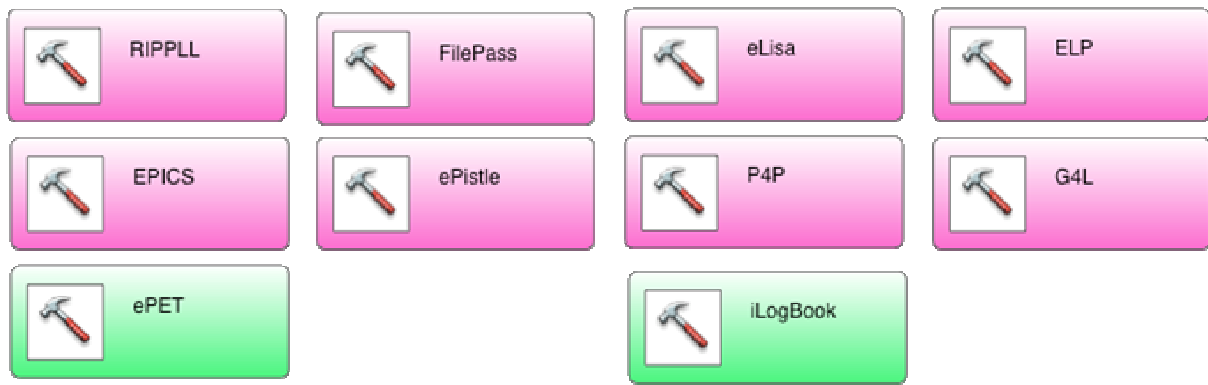 RIPPLL
FilePass
eLisa
ELP
EPICS
ePistle
P4P
G4L
ePET
iLogBook